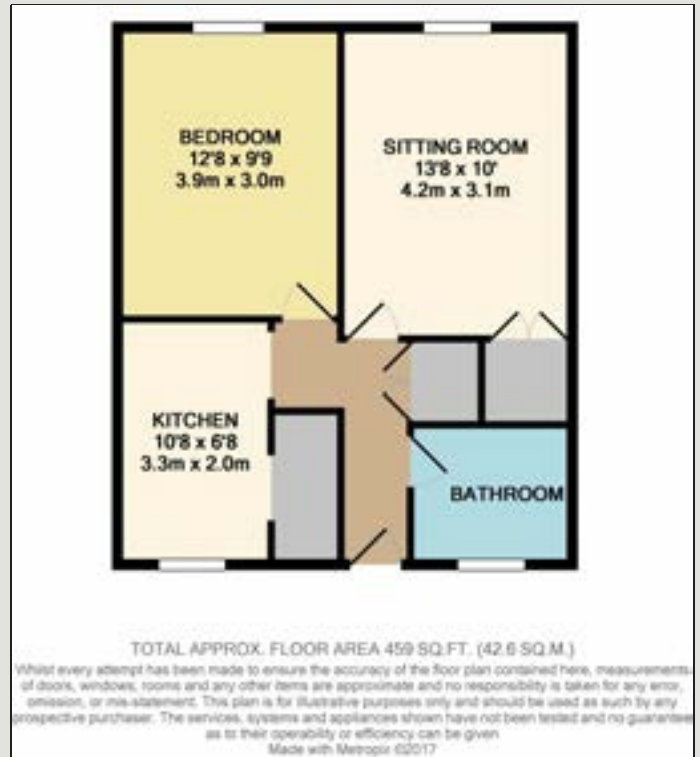 BEDROOM
12'8 x 9'9
3.9m x 3.0m
SITTING ROOM
13'8 x 10'
4.2m x 3.1m
KITCHEN
10'8 x 6'8
3.3m x 2.0m
BATHROOM
TOTAL APPROX. FLOOR AREA 459 SQ.FT. (42.6 SQ.M.)
Whilst every attempt has been made to ensure the accuracy of the floor plan contained here, measurements
of doors, windows, rooms and any other items are approximate and no responsibility is taken for any error,
omission, or mis-statement. This plan is for illustrative purposes only and should be used as such by any
prospective purchaser. The services, systems and appliances shown have not been tested and no guarantee
as to their operability or efficiency can be given
Made with Metropix ©2017